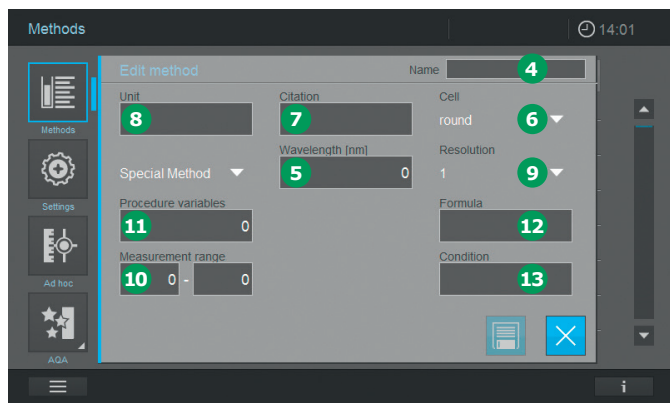 Methods
14:01
Edit method
Name 4
Unit
Citation
Cell
8
7
round 6
Wavelength [nm]
Resolution
Special Method
5 0
1 9
Procedure variables
Formula
11 0
12
Measurement range
Condition
10 0 - 0
13
Methods
Settings
Ad hoc
AQA
i